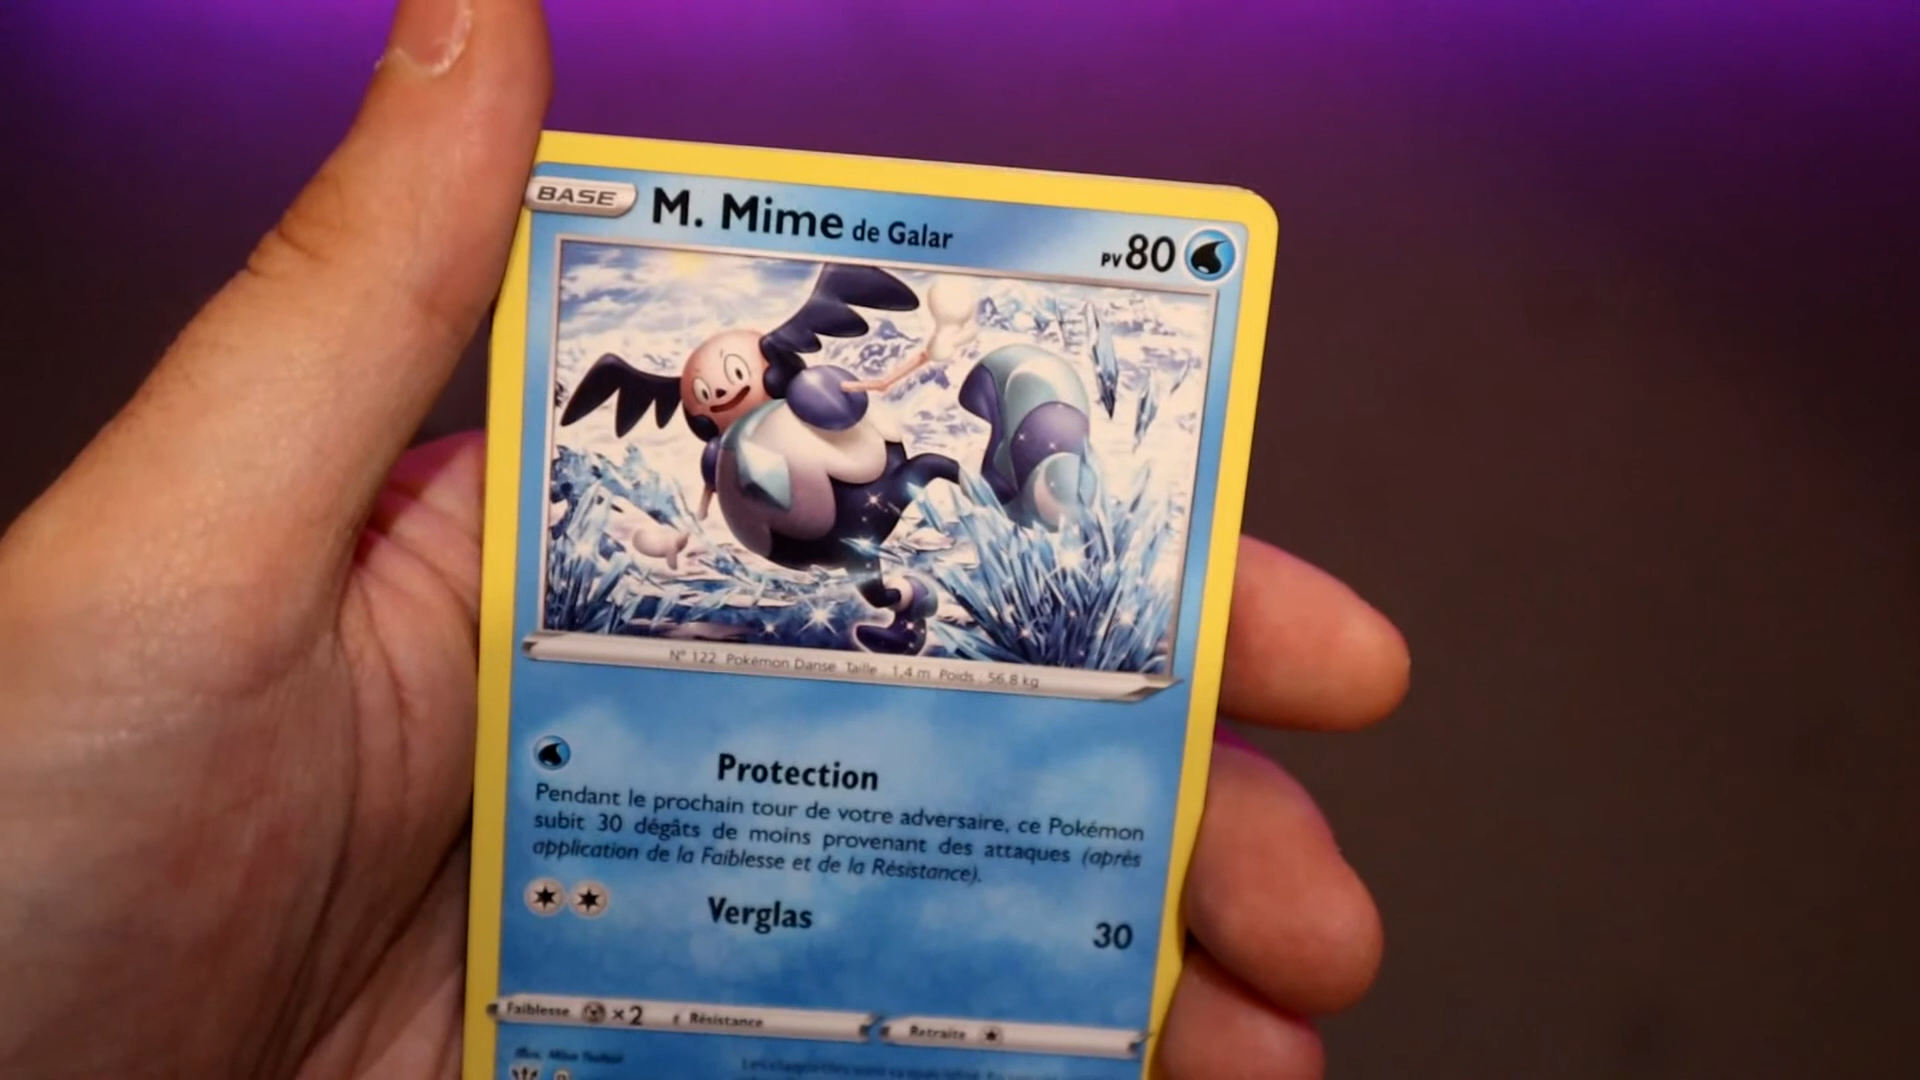 BASE M. Mime de Galar PV 80
N° 122 Pokémon Danse Taille : 1,4 m Poids : 56,8 kg
Protection
Pendant le prochain tour de votre adversaire, ce Pokémon
subit 30 dégâts de moins provenant des attaques (après
application de la Faiblesse et de la Résistance).
Verglas 30
Faiblesse ×2 Résistance Retraite